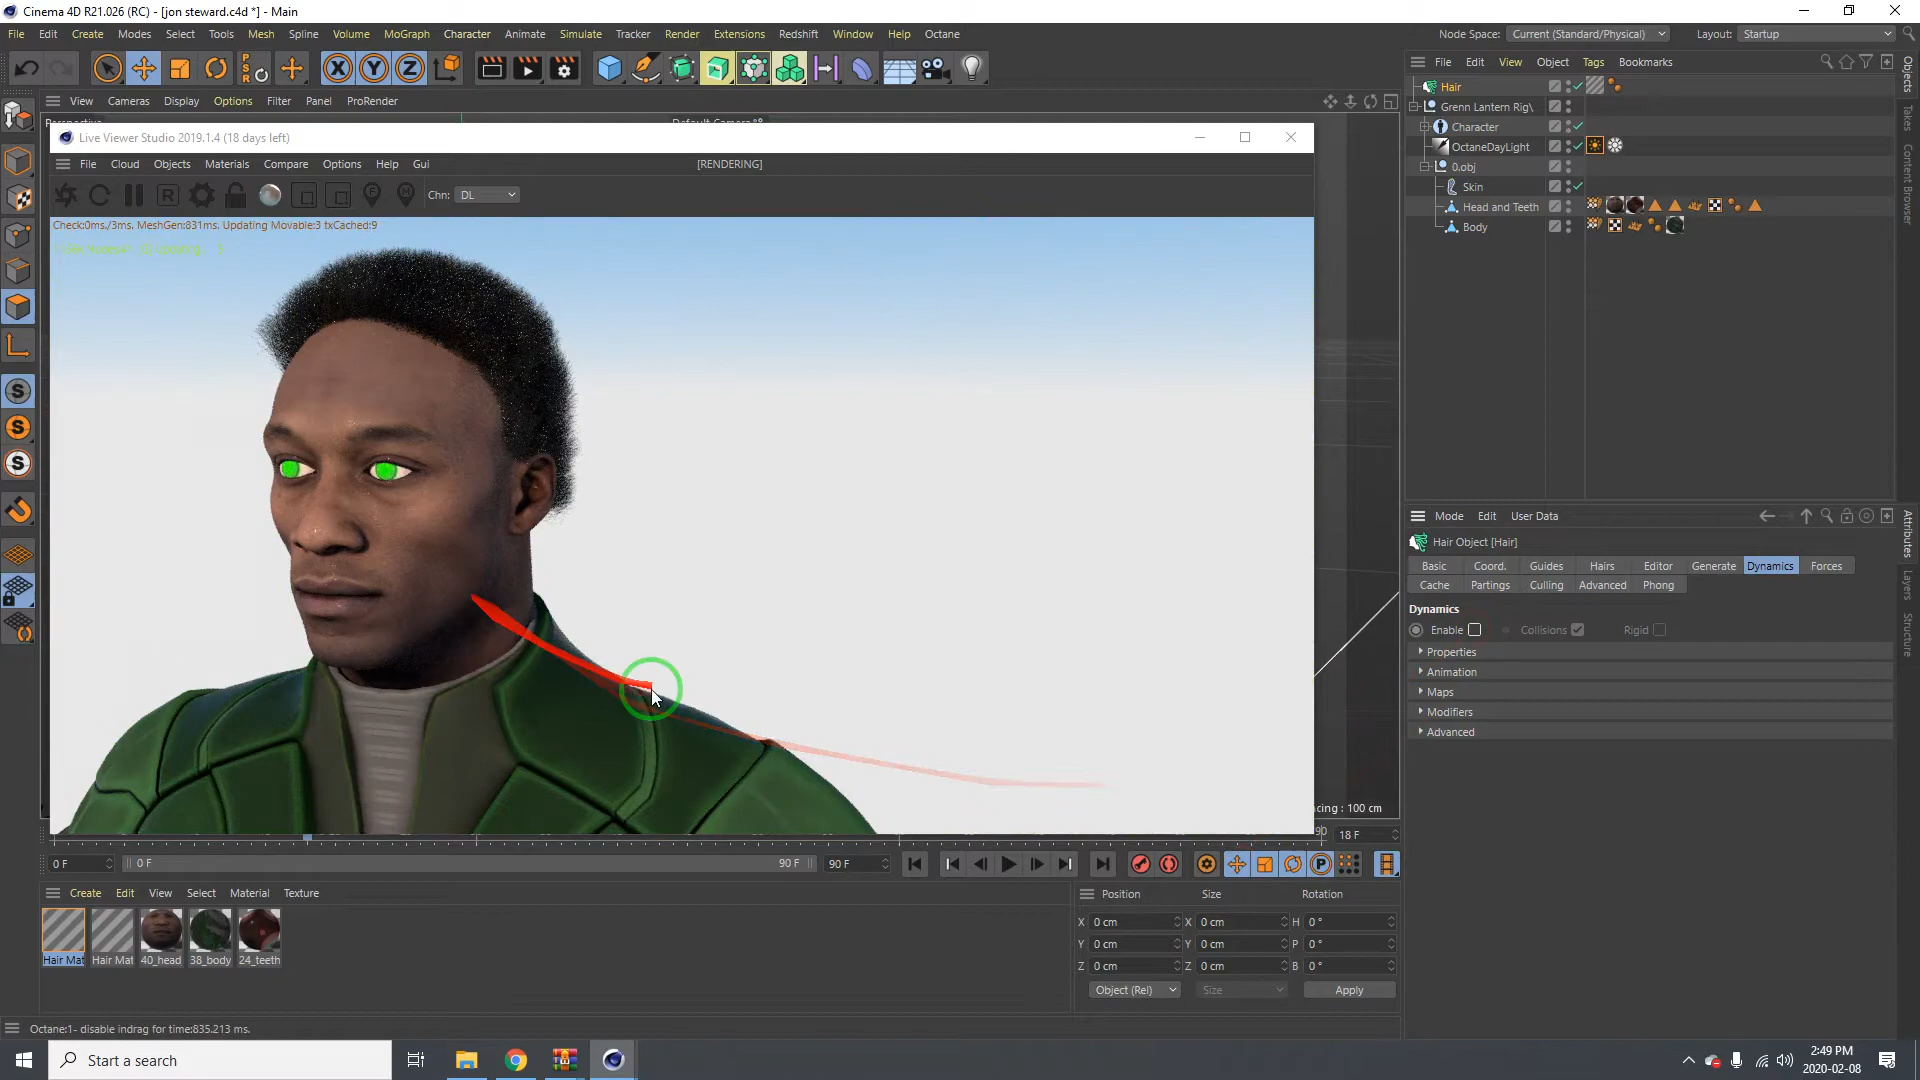 Cinema 4D R21.026 (RC) - [jon steward.c4d *] - Main
File Edit Create Modes Select Tools Mesh Spline Volume MoGraph Character Animate Simulate Tracker Render Extensions Redshift Window Help Octane
Node Space: Current (Standard/Physical) Layout: Startup
View Cameras Display Options Filter Panel ProRender
File Edit View Object Tags Bookmarks
Live Viewer Studio 2019.1.4 (18 days left)
File Cloud Objects Materials Compare Options Help Gui [RENDERING]
Chn: DL
Check:0ms./3ms. MeshGen:831ms. Updating Movable:3 txCached:9
Hair
Grenn Lantern Rig\
Character
OctaneDayLight
0.obj
Skin
Head and Teeth
Body
Objects
Takes
Content Browser
Mode Edit User Data
Hair Object [Hair]
Basic Coord. Guides Hairs Editor Generate Dynamics Forces
Cache Partings Culling Advanced Phong
Dynamics
Enable Collisions Rigid
Properties
Animation
Maps
Modifiers
Advanced
Attributes
Layers
Structure
cing : 100 cm
90 18 F
0 F 0 F 90 F 90 F
Create Edit View Select Material Texture
Hair Mat Hair Mat 40_head 38_body 24_teeth
Position Size Rotation
X 0 cm X 0 cm H 0 °
Y 0 cm Y 0 cm P 0 °
Z 0 cm Z 0 cm B 0 °
Object (Rel) Size Apply
Octane:1- disable indrag for time:835.213 ms.
Start a search
2:49 PM
2020-02-08